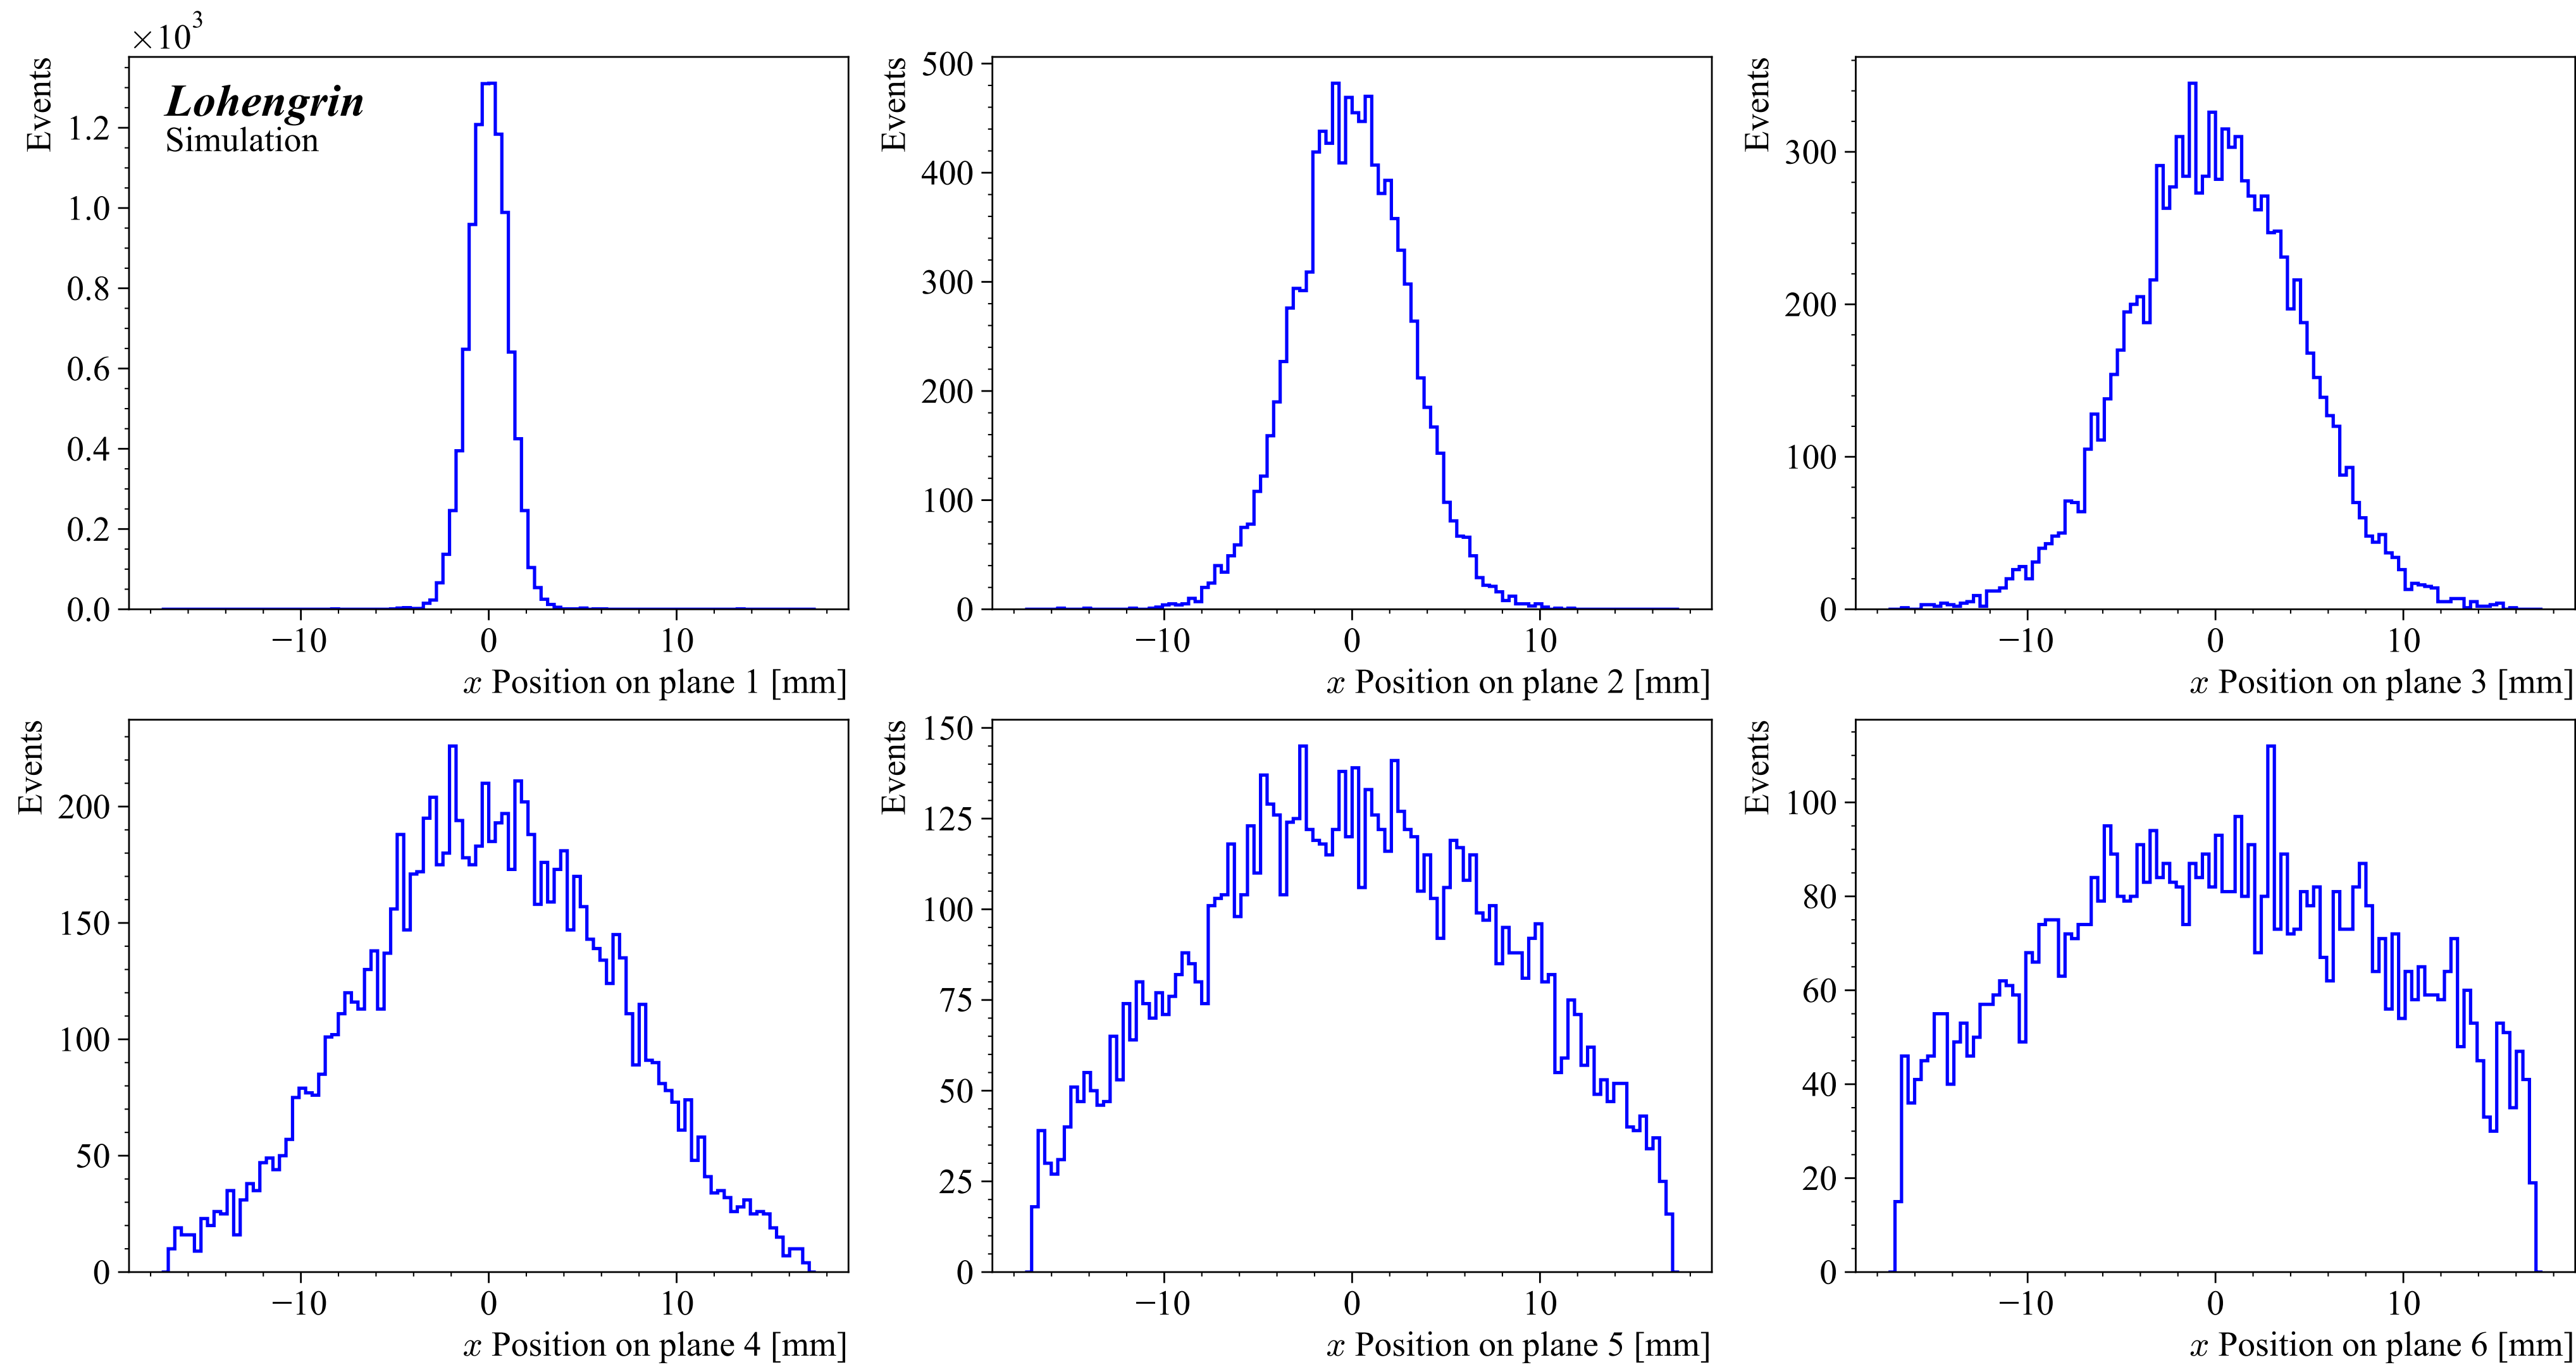 ×10³
Events
Lohengrin
Simulation
1.2
1.0
0.8
0.6
0.4
0.2
0.0
−10 0 10
x Position on plane 1 [mm]
Events
500
400
300
200
100
0
−10 0 10
x Position on plane 2 [mm]
Events
300
200
100
0
−10 0 10
x Position on plane 3 [mm]
Events
200
150
100
50
0
−10 0 10
x Position on plane 4 [mm]
Events
150
125
100
75
50
25
0
−10 0 10
x Position on plane 5 [mm]
Events
100
80
60
40
20
0
−10 0 10
x Position on plane 6 [mm]